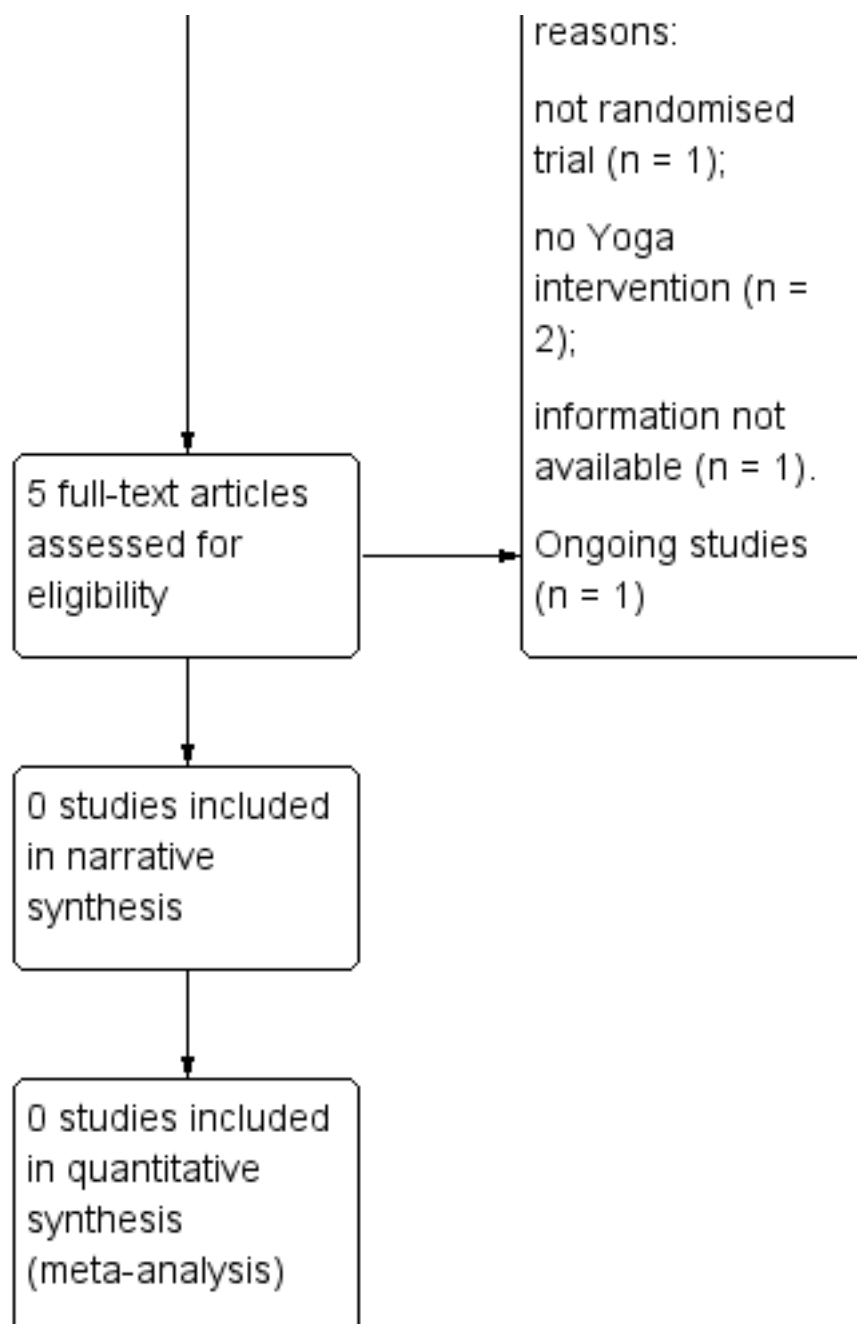 reasons:
not randomised
trial (n = 1);
no Yoga
intervention (n =
2);
information not
available (n = 1).
Ongoing studies
(n = 1)
5 full-text articles
assessed for
eligibility
0 studies included
in narrative
synthesis
0 studies included
in quantitative
synthesis
(meta-analysis)